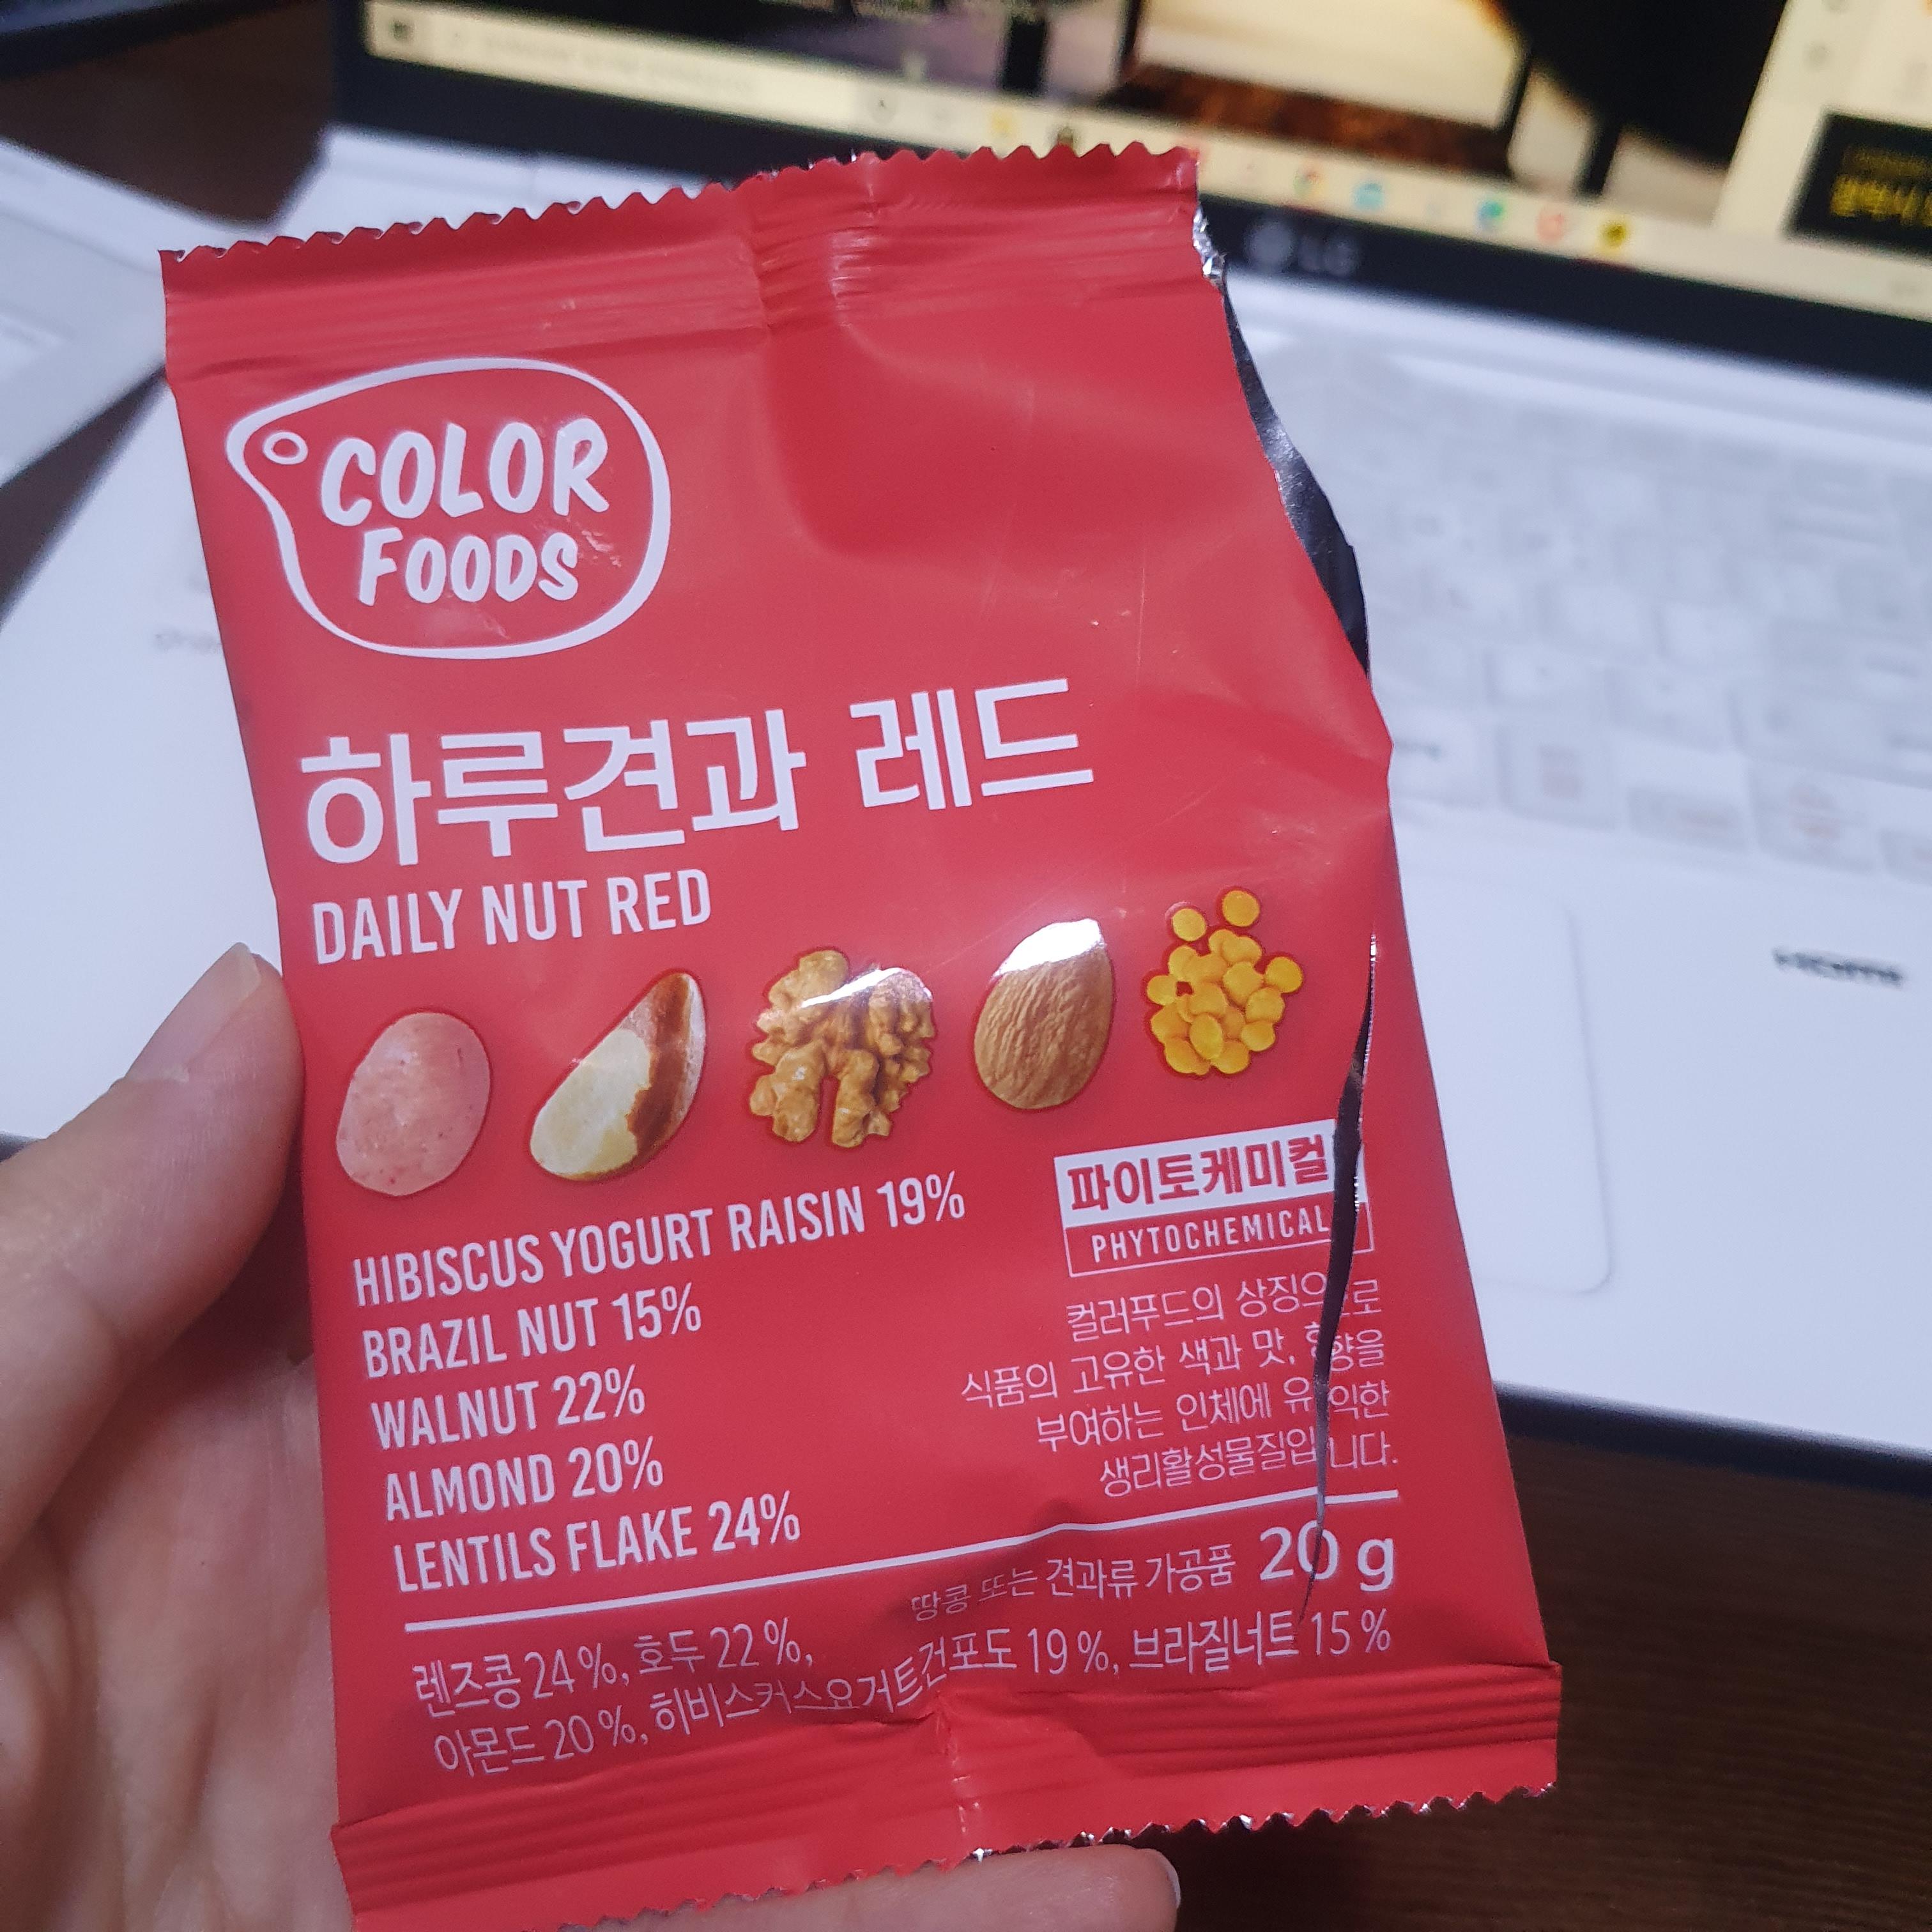 LG
COLOR
FOODS
하루견과 레드
DAILY NUT RED
HIBISCUS YOGURT RAISIN 19%
BRAZIL NUT 15%
WALNUT 22%
ALMOND 20%
LENTILS FLAKE 24%
파이토케미컬
PHYTOCHEMICAL
컬러푸드의 상징으로
식품의 고유한 색과 맛, 향을
부여하는 인체에 유익한
생리활성물질입니다.
땅콩 또는 견과류 가공품 20 g
렌즈콩 24 %, 호두 22 %,
아몬드 20 %, 히비스커스요거트건포도 19 %, 브라질너트 15 %